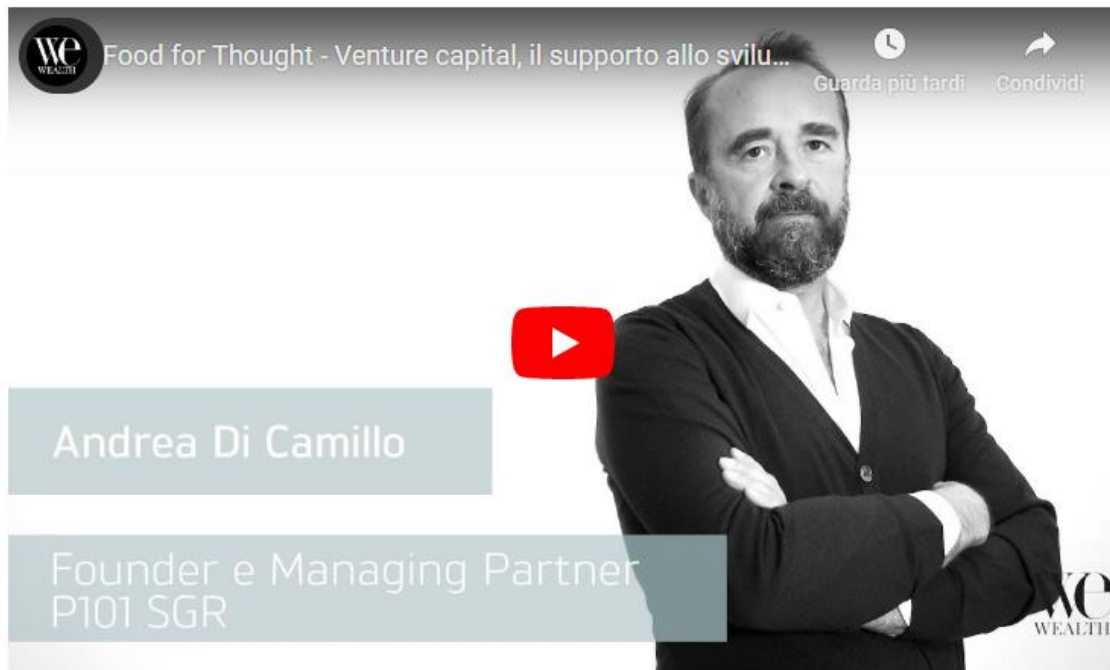 WE
WEALTH
Food for Thought - Venture capital, il supporto allo svilu...
Guarda più tardi
Condividi
Andrea Di Camillo
Founder e Managing Partner
P101 SGR
WE
WEALTH